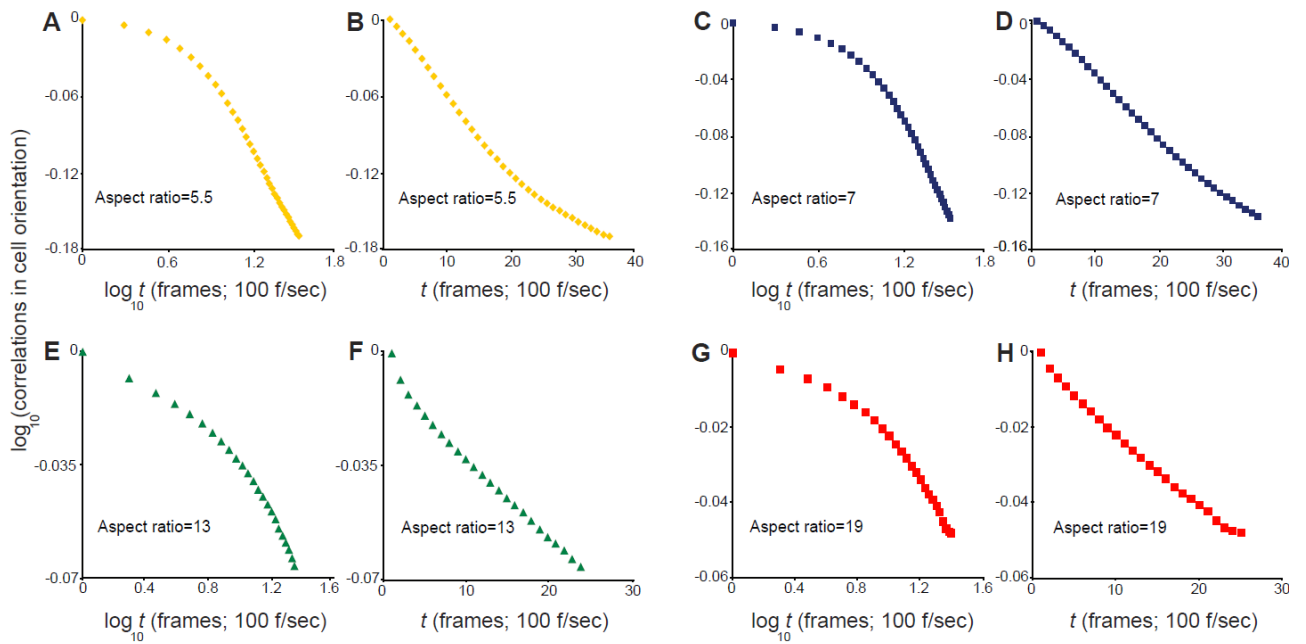 A
B
C
D
0
-0.06
-0.12
-0.18
Aspect ratio=5.5
0
0.6
1.2
1.8
log10 t (frames; 100 f/sec)
0
-0.06
-0.12
-0.18
Aspect ratio=5.5
0
10
20
30
40
t (frames; 100 f/sec)
0
-0.04
-0.08
-0.12
-0.16
Aspect ratio=7
0
0.6
1.2
1.8
log10 t (frames; 100 f/sec)
0
-0.04
-0.08
-0.12
-0.16
Aspect ratio=7
0
10
20
30
40
t (frames; 100 f/sec)
log10(correlations in cell orientation)
E
F
G
H
0
-0.035
-0.07
Aspect ratio=13
0
0.4
0.8
1.2
1.6
log10 t (frames; 100 f/sec)
0
-0.035
-0.07
Aspect ratio=13
0
10
20
30
t (frames; 100 f/sec)
0
-0.02
-0.04
-0.06
Aspect ratio=19
0
0.4
0.8
1.2
1.6
log10 t (frames; 100 f/sec)
0
-0.02
-0.04
-0.06
Aspect ratio=19
0
10
20
30
t (frames; 100 f/sec)